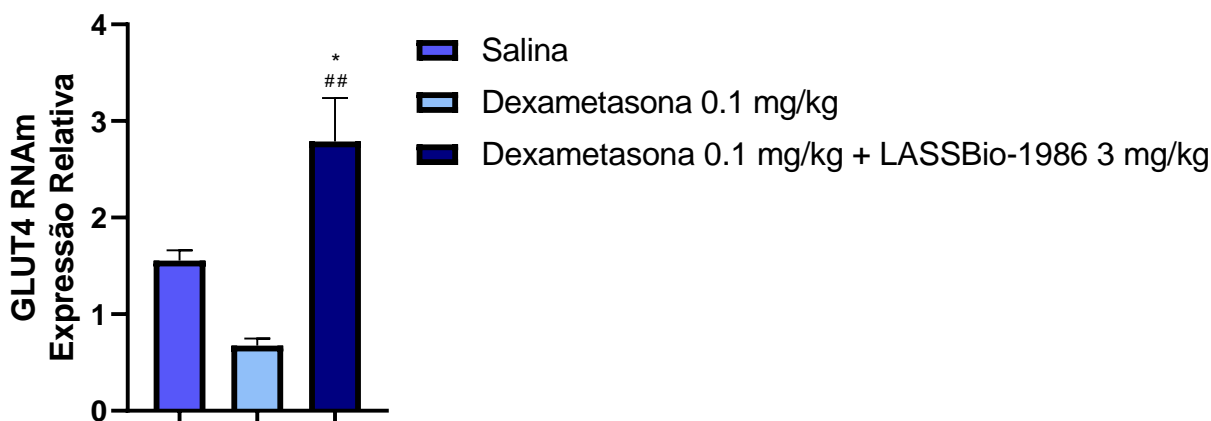 GLUT4 RNAm
Expressão Relativa
4
3
2
1
0
*
##
Salina
Dexametasona 0.1 mg/kg
Dexametasona 0.1 mg/kg + LASSBio-1986 3 mg/kg